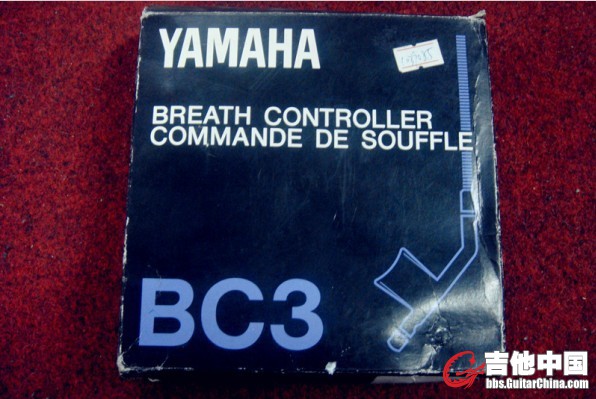 YAMAHA
BREATH CONTROLLER
COMMANDE DE SOUFFLE
BC3
吉他中国
bbs.GuitarChina.com